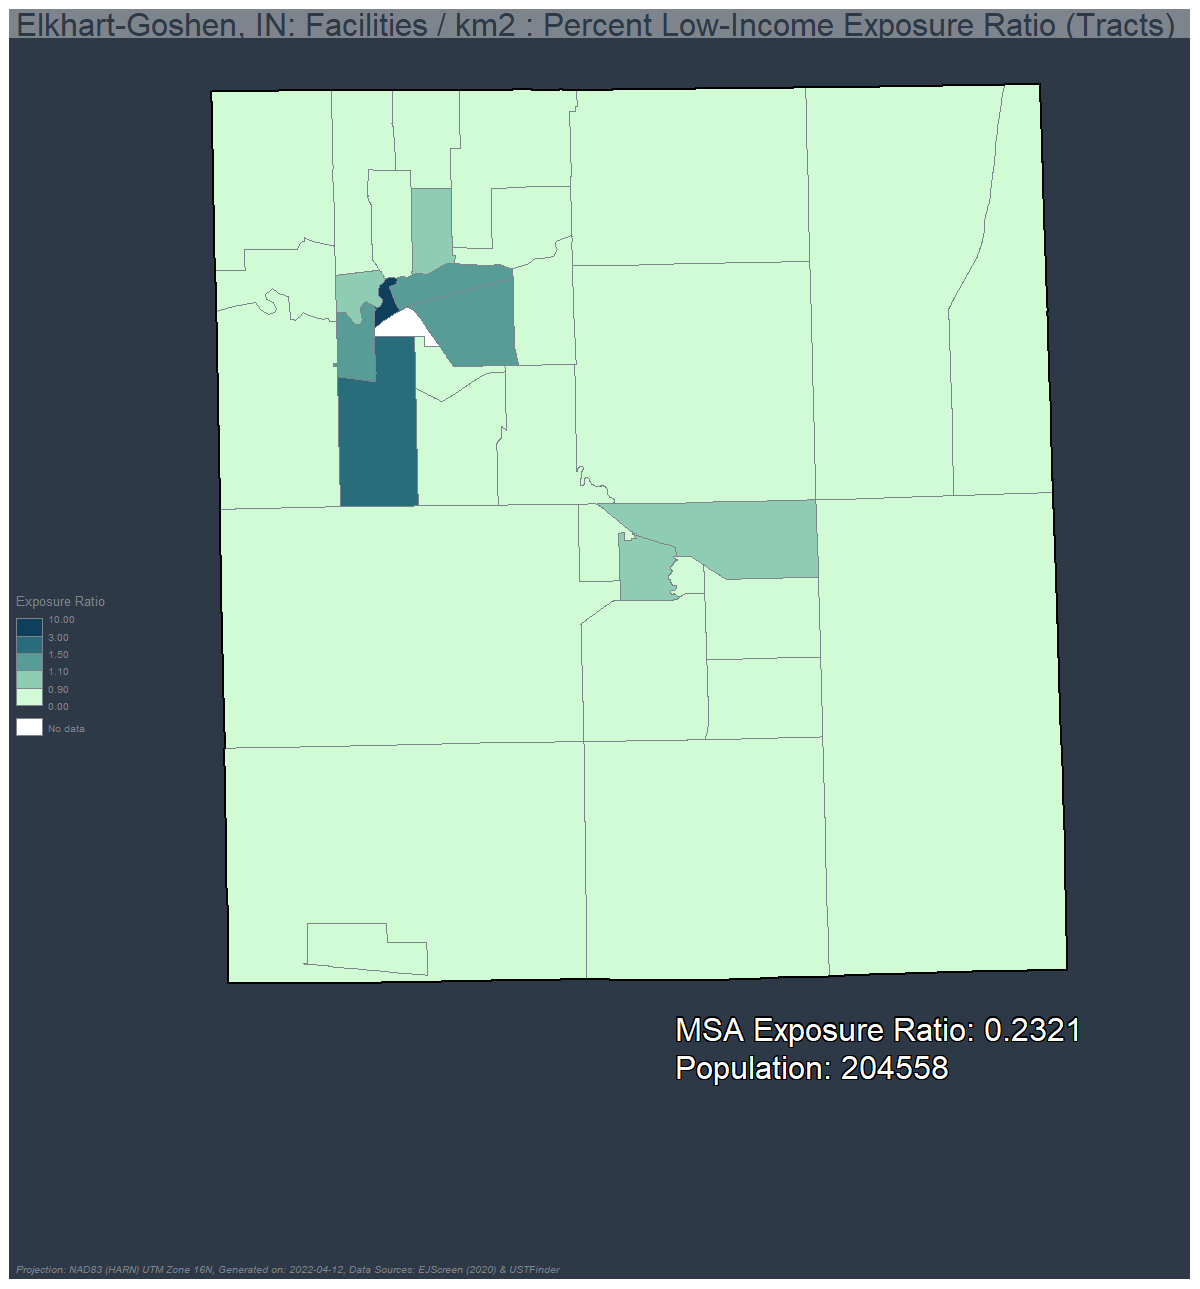 Elkhart-Goshen, IN: Facilities / km2 : Percent Low-Income Exposure Ratio (Tracts)
Exposure Ratio
10.00
3.00
1.50
1.10
0.90
0.00
No data
MSA Exposure Ratio: 0.2321
Population: 204558
Projection: NAD83 (HARN) UTM Zone 16N, Generated on: 2022-04-12, Data Sources: EJScreen (2020) & USTFinder